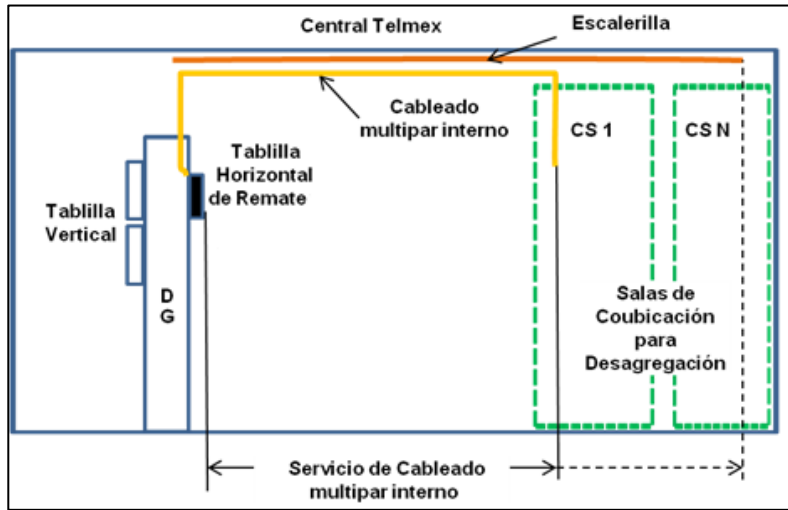 Central Telmex
Escalerilla
Cableado
multipar interno
CS 1
CS N
Tablilla
Horizontal
de Remate
Tablilla
Vertical
D
G
Salas de
Coubicación
para
Desagregación
Servicio de Cableado
multipar interno